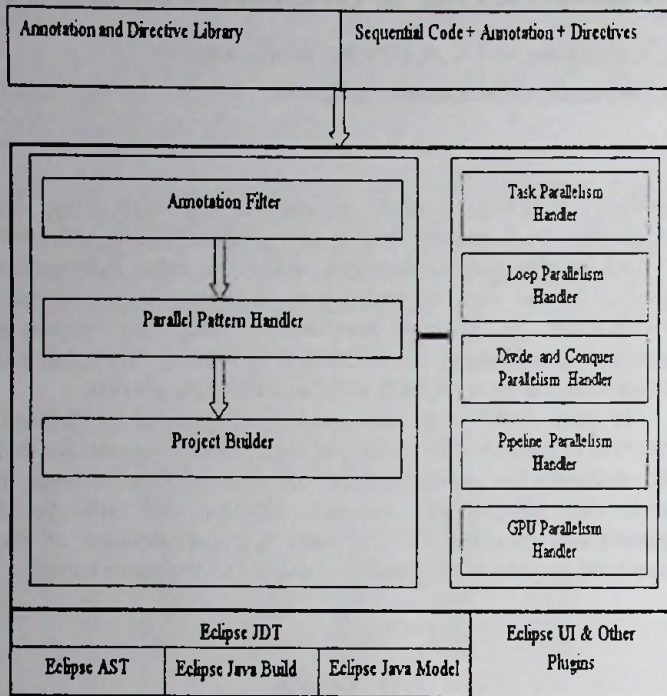 Annotation and Directive Library
Sequential Code + Annotation + Directives
Annotation Filter
Parallel Pattern Handler
Project Builder
Task Parallelism
Handler
Loop Parallelism
Handler
Divide and Conquer
Parallelism Handler
Pipeline Parallelism
Handler
GPU Parallelism
Handler
Eclipse JDT
Eclipse AST
Eclipse Java Build
Eclipse Java Model
Eclipse UI & Other
Plugins